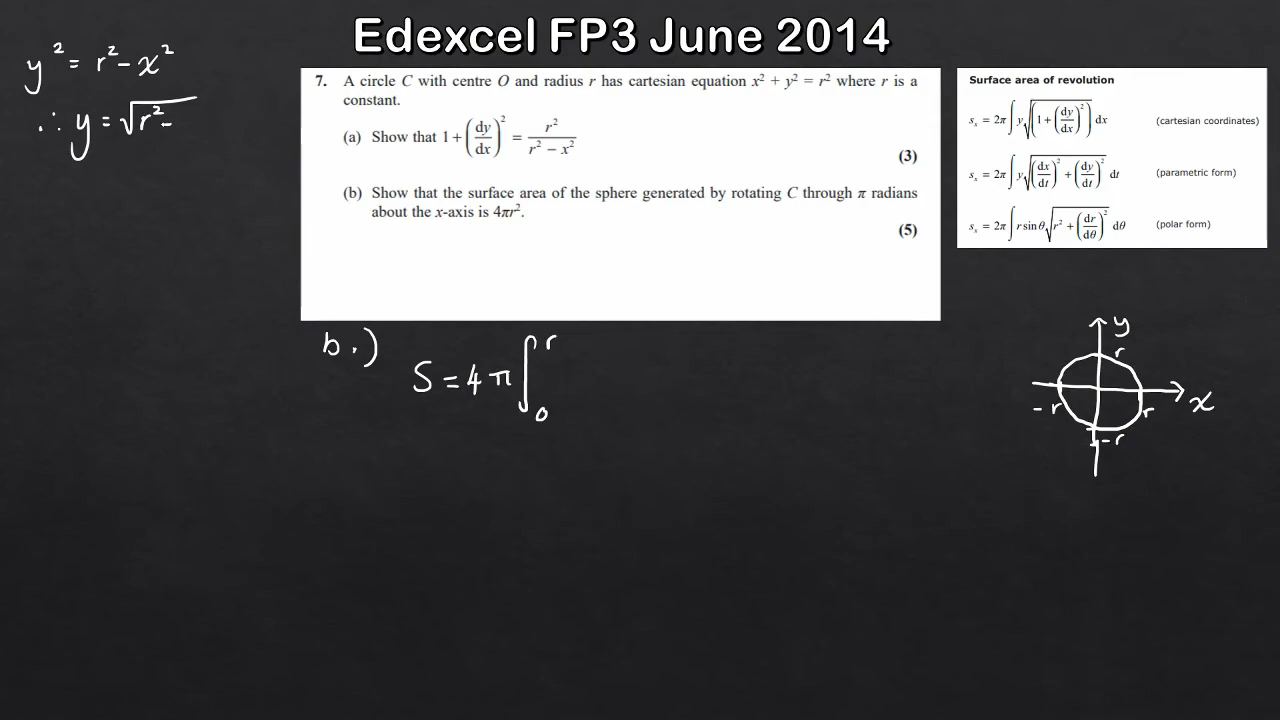 Edexcel FP3 June 2014
y² = r² - x²
∴ y = √r² -
7. A circle C with centre O and radius r has cartesian equation x² + y² = r² where r is a
constant.
(a) Show that 1 + (dy/dx)² = r²/(r² - x²)
(3)
(b) Show that the surface area of the sphere generated by rotating C through π radians
about the x-axis is 4πr².
(5)
Surface area of revolution
sₓ = 2π ∫ y√(1 + (dy/dx)²) dx (cartesian coordinates)
sₓ = 2π ∫ y√((dx/dt)² + (dy/dt)²) dt (parametric form)
sₓ = 2π ∫ r sin θ√(r² + (dr/dθ)²) dθ (polar form)
b.)
S = 4π ∫₀ʳ
y
r
-r
r
x
-r